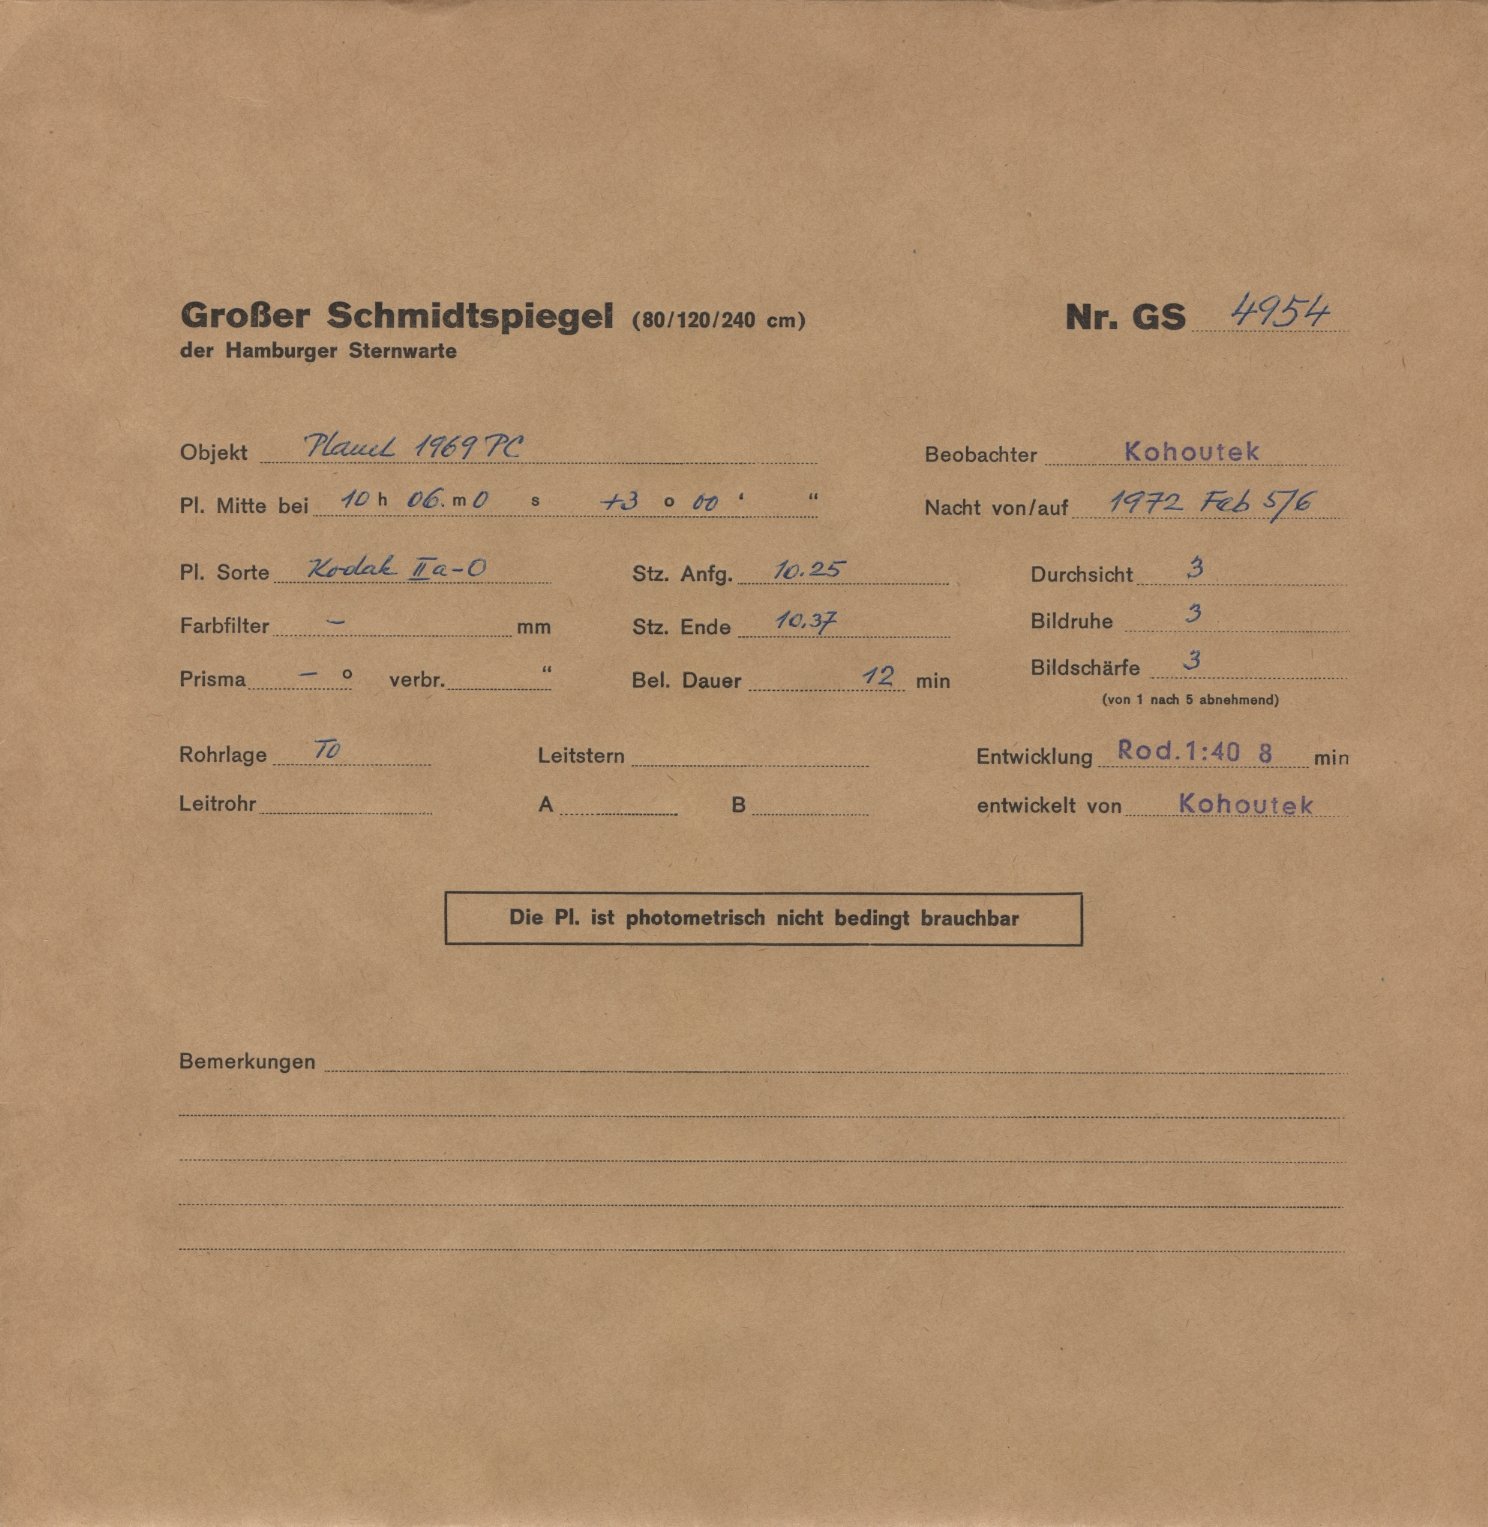 Großer Schmidtspiegel (80/120/240 cm) Nr. GS 4954
der Hamburger Sternwarte
Objekt Planet 1969 PC Beobachter Kohoutek
Pl. Mitte bei 10 h 06. m 0 s +3 o 00 ‘ “ Nacht von/auf 1972 Feb 5/6
Pl. Sorte Kodak IIa-O Stz. Anfg. 10.25 Durchsicht 3
Farbfilter – mm Stz. Ende 10.37 Bildruhe 3
Prisma – o verbr. “ Bel. Dauer 12 min Bildschärfe 3
(von 1 nach 5 abnehmend)
Rohrlage TO Leitstern Entwicklung Rod. 1:40 8 min
Leitrohr A B entwickelt von Kohoutek
Die Pl. ist photometrisch nicht bedingt brauchbar
Bemerkungen